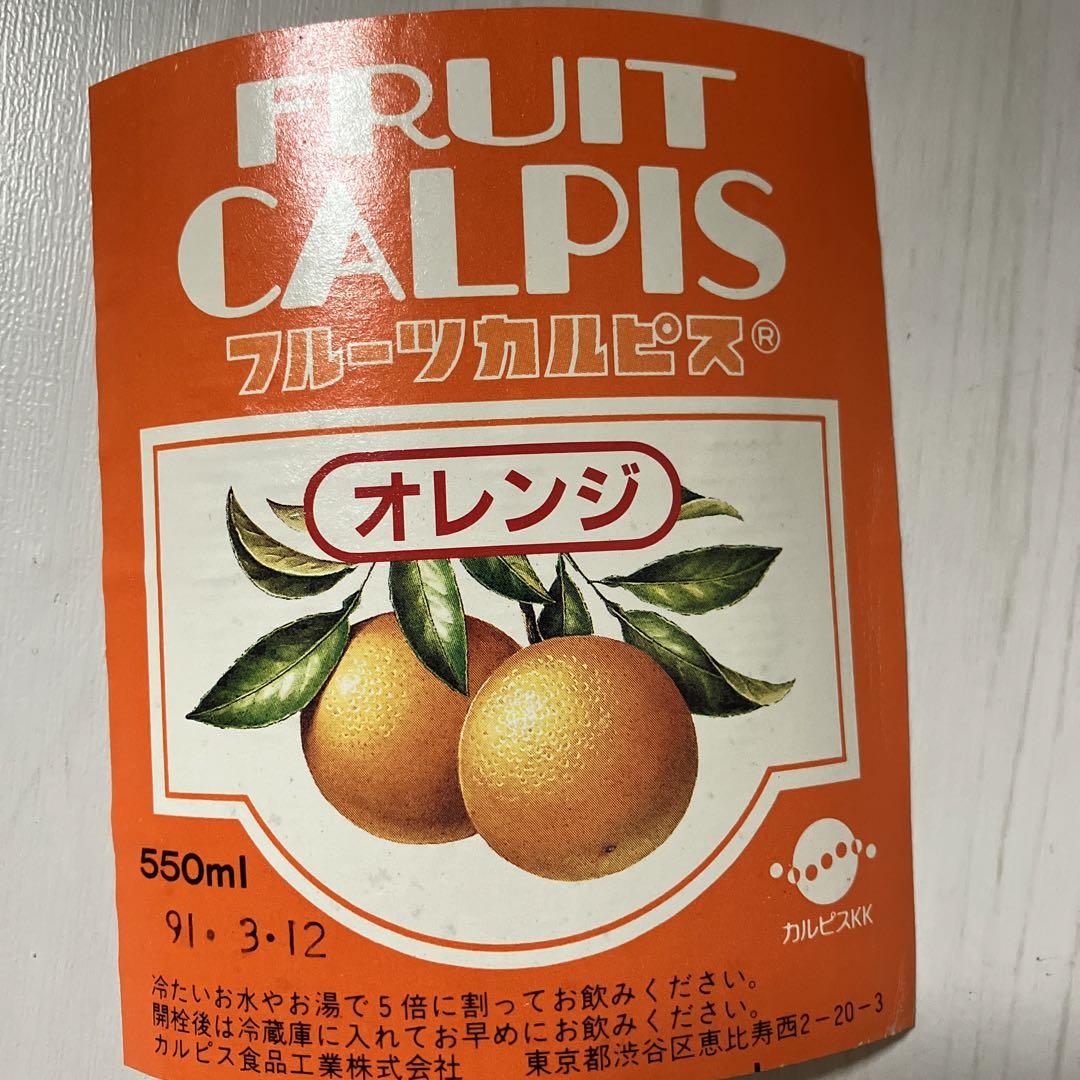 FRUIT
CALPIS
フルーツカルピス®
オレンジ
550ml
91・3・12
カルピスKK
冷たいお水やお湯で5倍に割ってお飲みください。
開栓後は冷蔵庫に入れてお早めにお飲みください。
カルピス食品工業株式会社 東京都渋谷区恵比寿西2-20-3